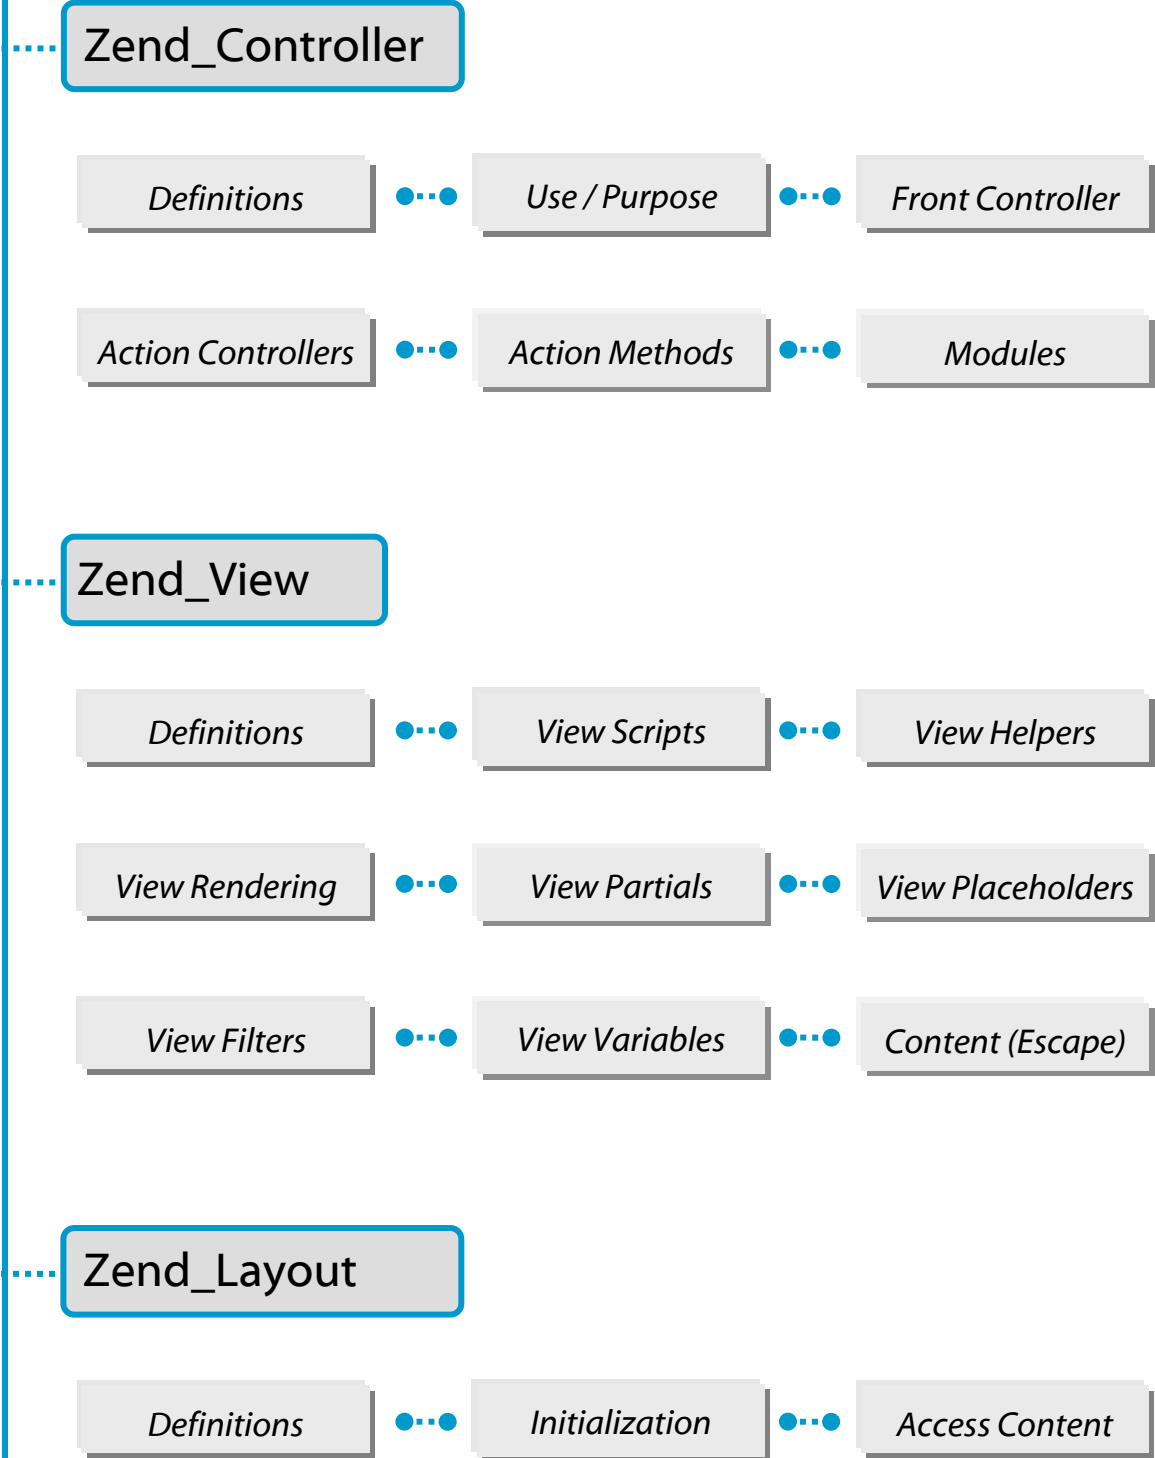 Zend_Controller
Definitions
Use / Purpose
Front Controller
Action Controllers
Action Methods
Modules
Zend_View
Definitions
View Scripts
View Helpers
View Rendering
View Partials
View Placeholders
View Filters
View Variables
Content (Escape)
Zend_Layout
Definitions
Initialization
Access Content